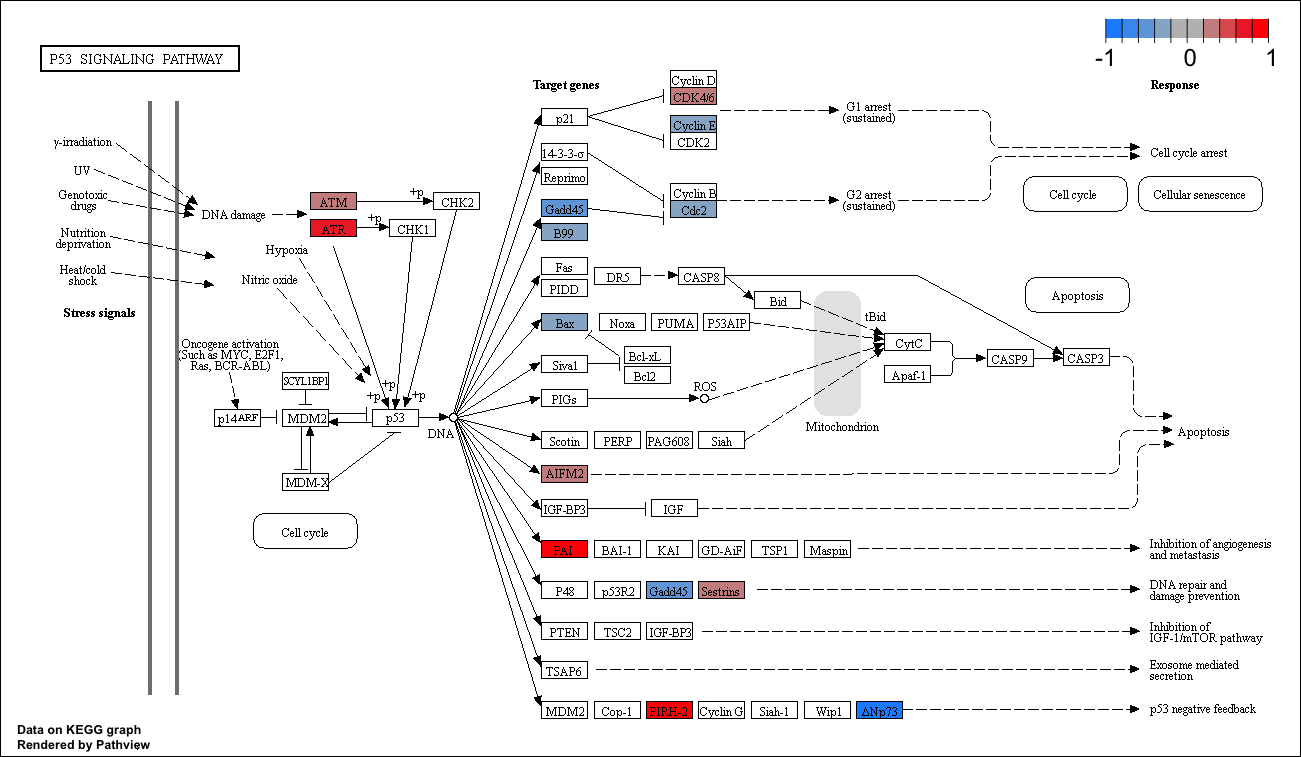 -1 0 1
P53 SIGNALING PATHWAY
Target genes
Response
γ-irradiation
UV
Genotoxic
drugs
Nutrition
deprivation
Heat/cold
shock
Stress signals
DNA damage
ATM
+p
CHK2
ATR
+p
CHK1
Hypoxia
Nitric oxide
Oncogene activation
(Such as MYC, E2F1,
Ras, BCR-ABL)
SCYL1BP1
p14ARF
MDM2
+p
+p
+p
p53
DNA
MDM-X
Cell cycle
p21
Cyclin D
CDK4/6
Cyclin E
CDK2
G1 arrest
(sustained)
14-3-3-σ
Reprimo
Gadd45
B99
Cyclin B
Cdc2
G2 arrest
(sustained)
Cell cycle arrest
Cell cycle
Cellular senescence
Fas
PIDD
DR5
CASP8
Bid
tBid
Apoptosis
Bax
Noxa
PUMA
P53AIP
CytC
CASP9
CASP3
Siva1
Bcl-xL
Bcl2
Apaf-1
PIGs
ROS
Mitochondrion
Scotin
PERP
PAG608
Siah
Apoptosis
AIFM2
IGF-BP3
IGF
PAI
BAI-1
KAI
GD-AiF
TSP1
Maspin
Inhibition of angiogenesis
and metastasis
P48
p53R2
Gadd45
Sestrins
DNA repair and
damage prevention
PTEN
TSC2
IGF-BP3
Inhibition of
IGF-1/mTOR pathway
TSAP6
Exosome mediated
secretion
MDM2
Cop-1
PIRH-2
Cyclin G
Siah-1
Wip1
ΔNp73
p53 negative feedback
Data on KEGG graph
Rendered by Pathview